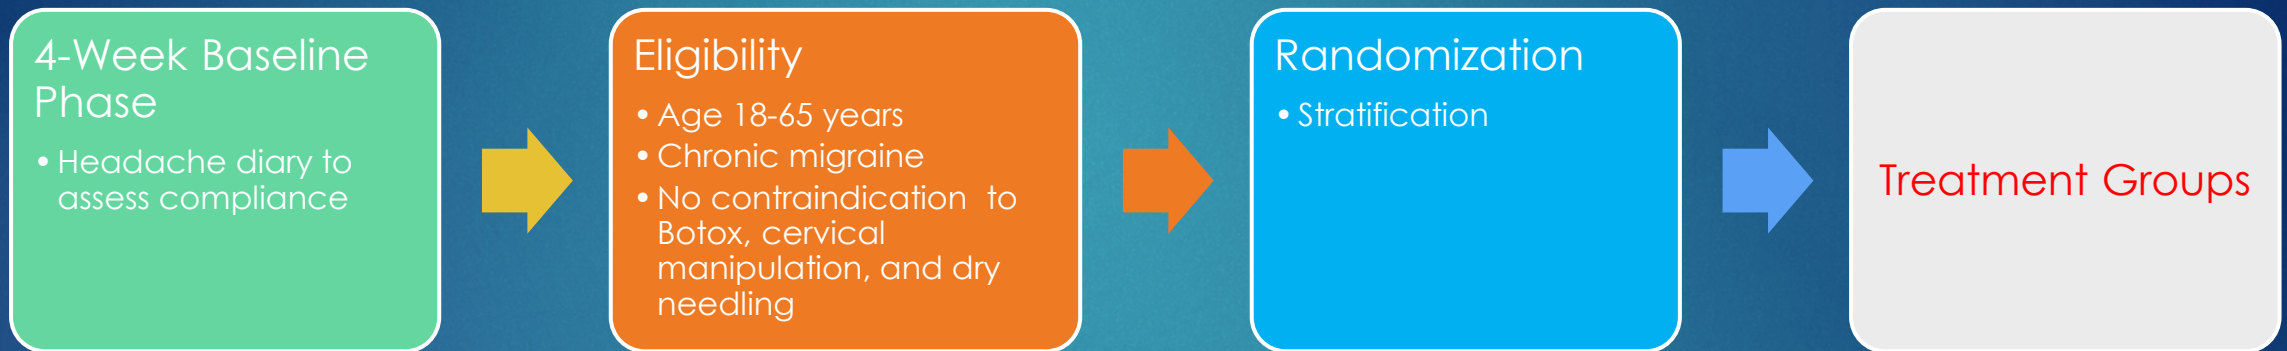 4-Week Baseline
Phase
• Headache diary to
assess compliance
Eligibility
• Age 18-65 years
• Chronic migraine
• No contraindication  to
Botox, cervical
manipulation, and dry
needling
Randomization
• Stratification
Treatment Groups